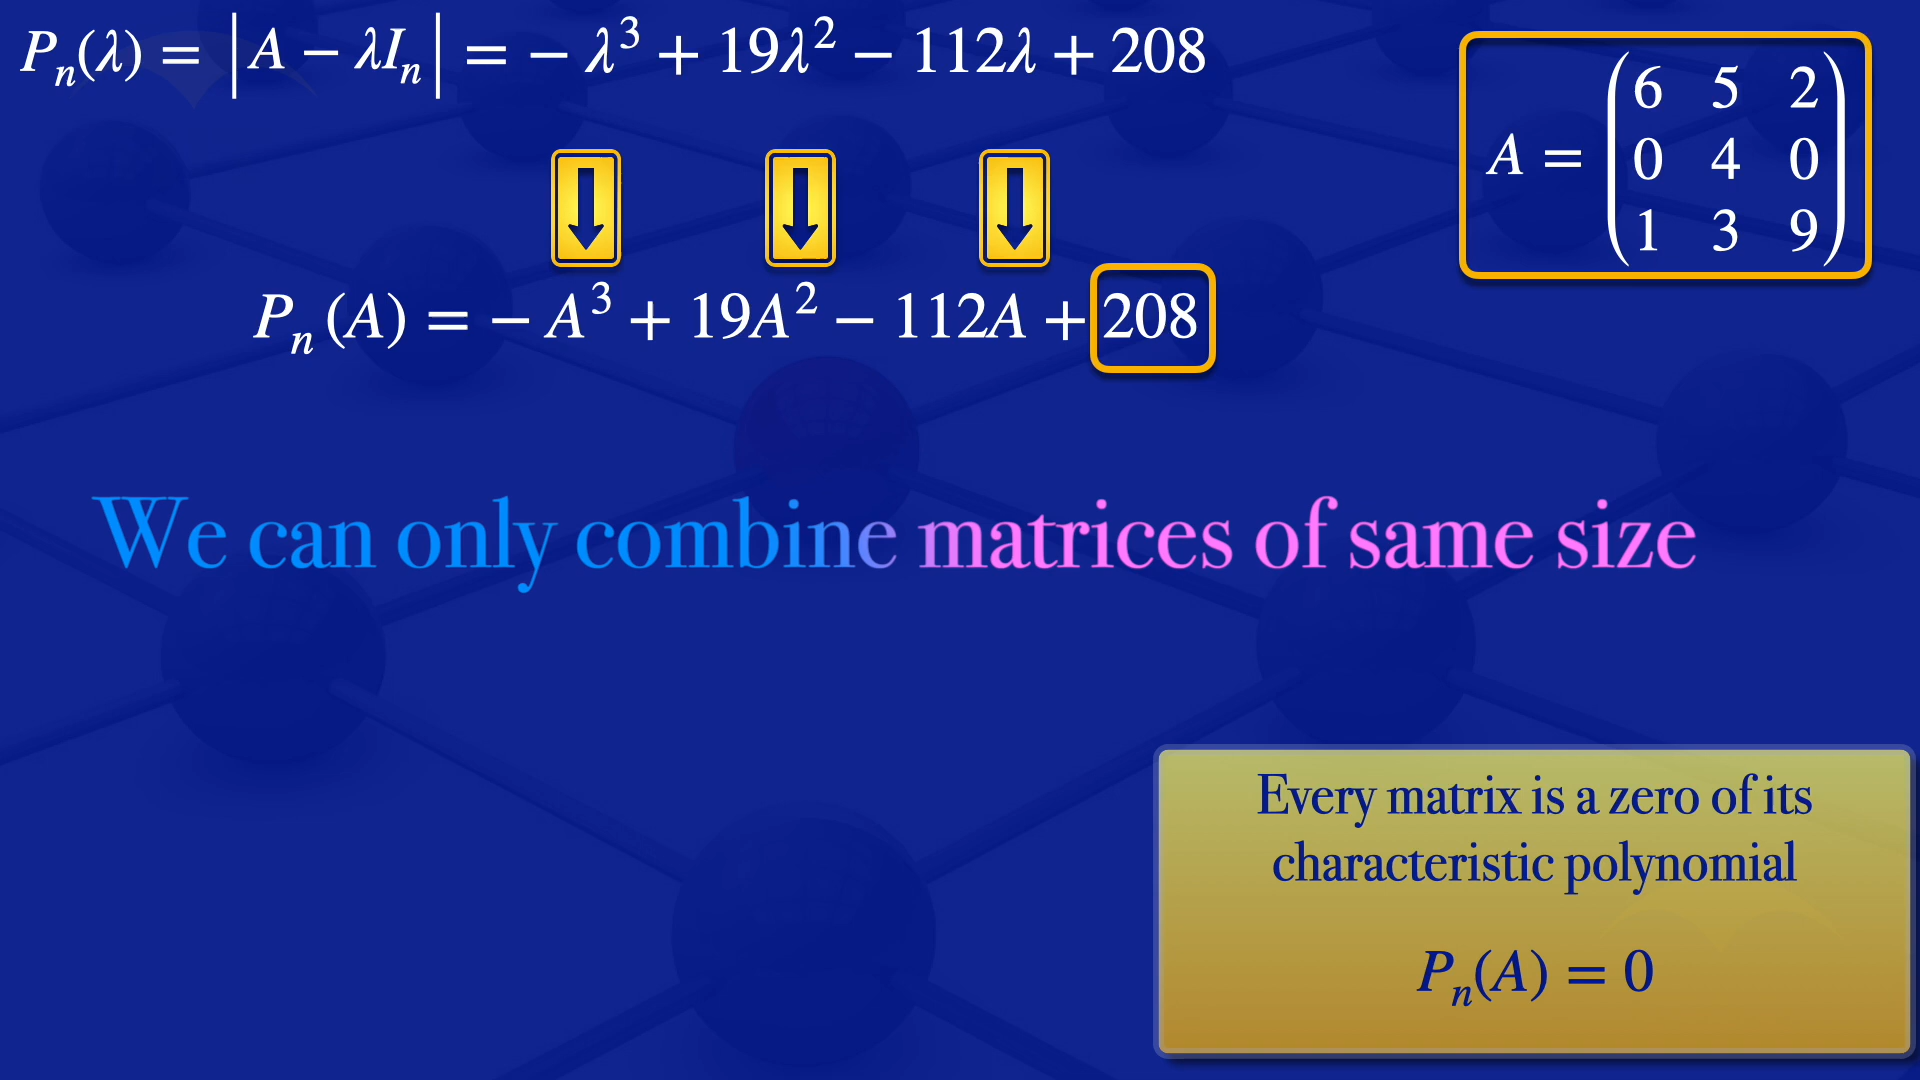 Pₙ(λ) = |A − λIₙ| = − λ³ + 19λ² − 112λ + 208
A = (6 5 2
0 4 0
1 3 9)
Pₙ (A) = − A³ + 19A² − 112A + 208
We can only combine matrices of same size
Every matrix is a zero of its
characteristic polynomial
Pₙ(A) = 0